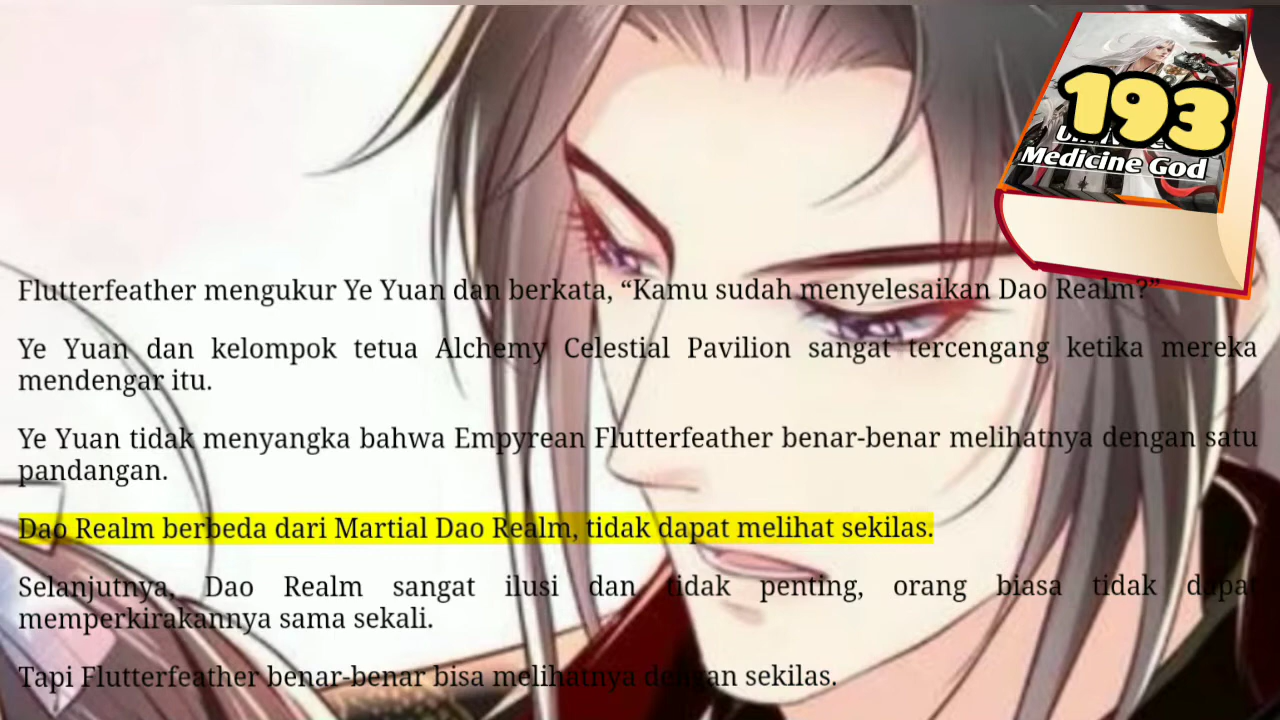 193
Medicine God
Flutterfeather mengukur Ye Yuan dan berkata, “Kamu sudah menyelesaikan Dao Realm?”
Ye Yuan dan kelompok tetua Alchemy Celestial Pavilion sangat tercengang ketika mereka
mendengar itu.
Ye Yuan tidak menyangka bahwa Empyrean Flutterfeather benar-benar melihatnya dengan satu
pandangan.
Dao Realm berbeda dari Martial Dao Realm, tidak dapat melihat sekilas.
Selanjutnya, Dao Realm sangat ilusi dan tidak penting, orang biasa tidak dapat
memperkirakannya sama sekali.
Tapi Flutterfeather benar-benar bisa melihatnya dengan sekilas.